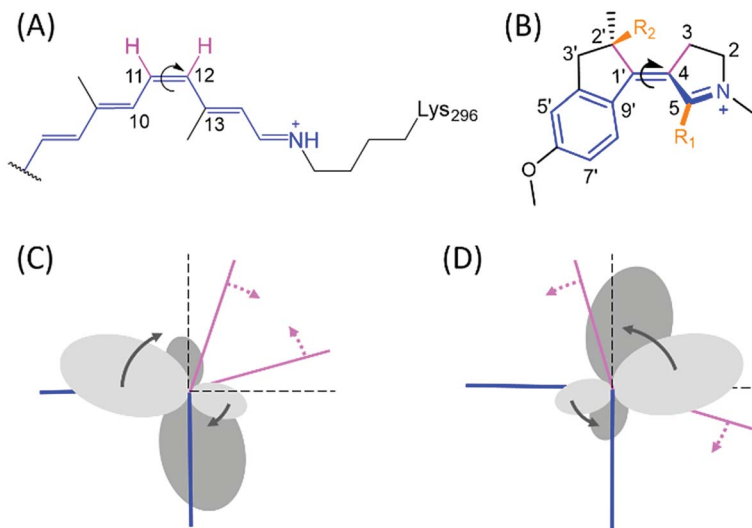 (A)
H H
11 12
10 13
+
NH
Lys296
(B)
2' R2
3' 3
2
1' 4
5' 9' N
+
5
R1
O 7'
(C) (D)